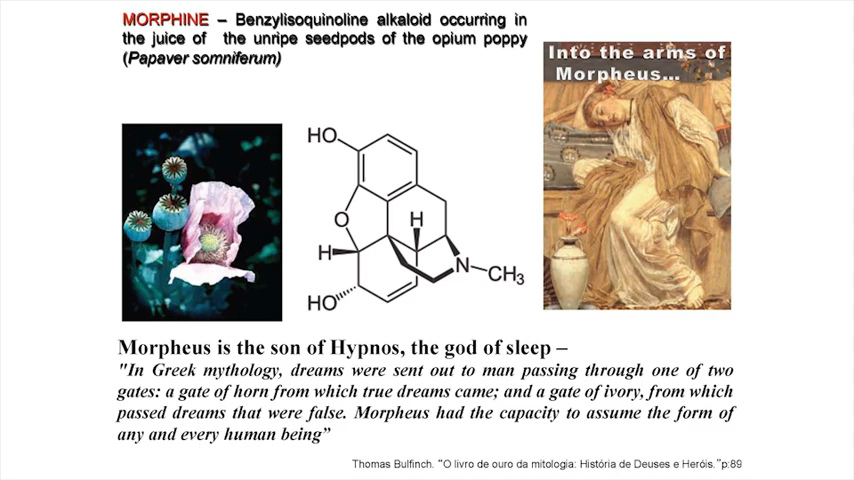 MORPHINE – Benzylisoquinoline alkaloid occurring in
the juice of the unripe seedpods of the opium poppy
(Papaver somniferum)
Into the arms of
Morpheus...
HO
O
H
H
N
CH3
HO
Morpheus is the son of Hypnos, the god of sleep –
"In Greek mythology, dreams were sent out to man passing through one of two
gates: a gate of horn from which true dreams came; and a gate of ivory, from which
passed dreams that were false. Morpheus had the capacity to assume the form of
any and every human being”
Thomas Bulfinch. “O livro de ouro da mitologia: História de Deuses e Heróis.”p:89